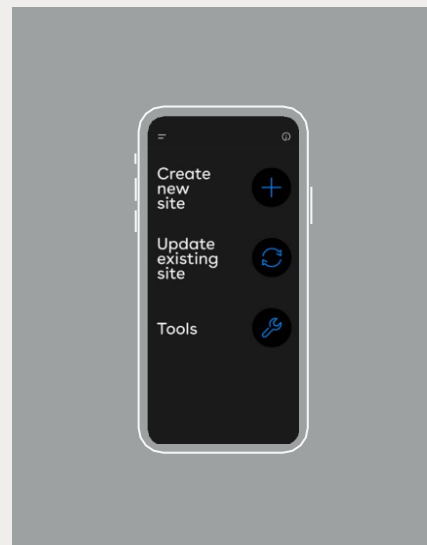 Create
new
site
Update
existing
site
Tools